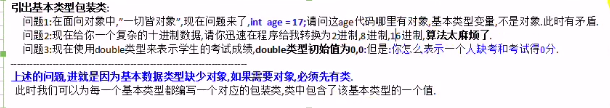 引出基本类型包装类:
问题1:在面向对象中,"一切皆对象",现在问题来了,int age = 17;请问这age代码哪里有对象,基本类型变量,不是对象.此时有矛盾.
问题2:现在给你一个复杂的十进制数据,请你迅速在程序给我转换为2进制,8进制,16进制,算法太麻烦了.
问题3:现在使用double类型来表示学生的考试成绩,double类型初始值为0,0:但是:你怎么表示一个人缺考和考试得0分.
上述的问题,进就是因为基本数据类型缺少对象,如果需要对象,必须先有类.
此时我们可以为每一个基本类型都编写一个对应的包装类,类中包含了该基本类型的一个值.